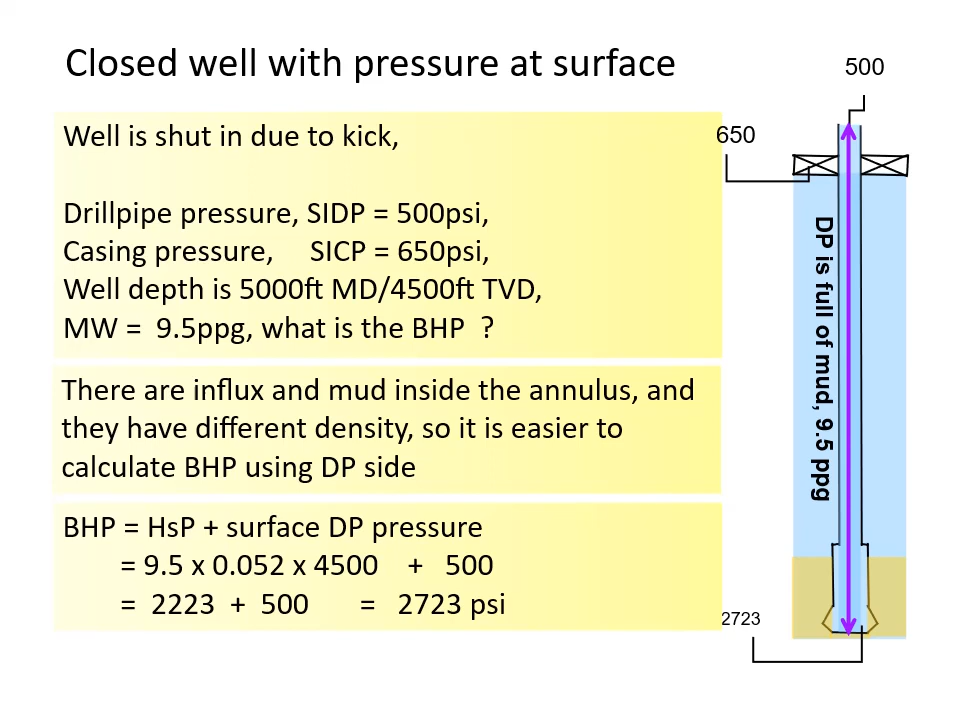 Closed well with pressure at surface
500
650
Well is shut in due to kick,
Drillpipe pressure, SIDP = 500psi,
Casing pressure, SICP = 650psi,
Well depth is 5000ft MD/4500ft TVD,
MW = 9.5ppg, what is the BHP ?
There are influx and mud inside the annulus, and
they have different density, so it is easier to
calculate BHP using DP side
BHP = HsP + surface DP pressure
= 9.5 x 0.052 x 4500 + 500
= 2223 + 500 = 2723 psi
DP is full of mud, 9.5 ppg
2723